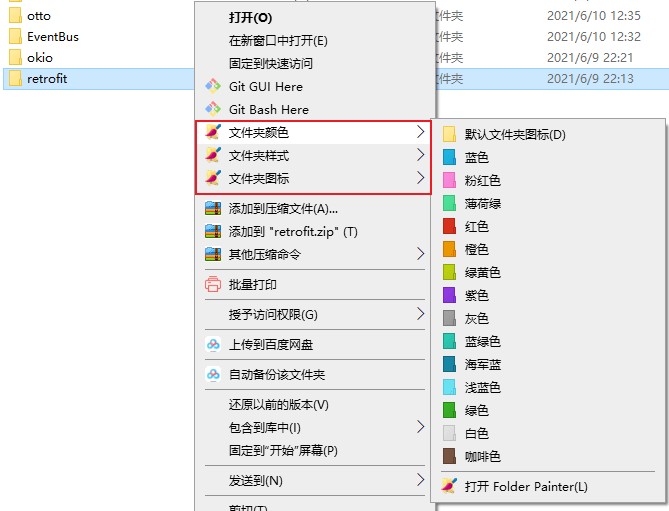 otto
文件夹
2021/6/10 12:35
EventBus
文件夹
2021/6/10 12:32
okio
文件夹
2021/6/9 22:21
retrofit
文件夹
2021/6/9 22:13
打开(O)
在新窗口中打开(E)
固定到快速访问
Git GUI Here
Git Bash Here
文件夹颜色
文件夹样式
文件夹图标
添加到压缩文件(A)...
添加到 "retrofit.zip" (T)
其他压缩命令
批量打印
授予访问权限(G)
上传到百度网盘
自动备份该文件夹
还原以前的版本(V)
包含到库中(I)
固定到"开始"屏幕(P)
发送到(N)
剪切(T)
默认文件夹图标(D)
蓝色
粉红色
薄荷绿
红色
橙色
绿黄色
紫色
灰色
蓝绿色
海军蓝
浅蓝色
绿色
白色
咖啡色
打开 Folder Painter(L)